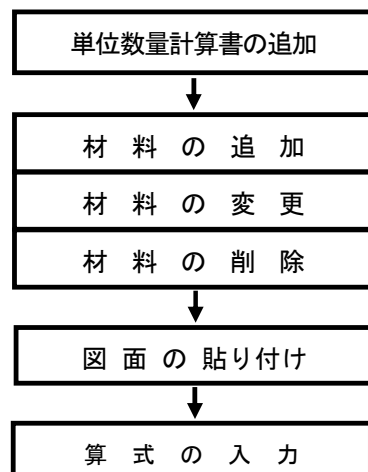 単位数量計算書の追加
材料の追加
材料の変更
材料の削除
図面の貼り付け
算式の入力